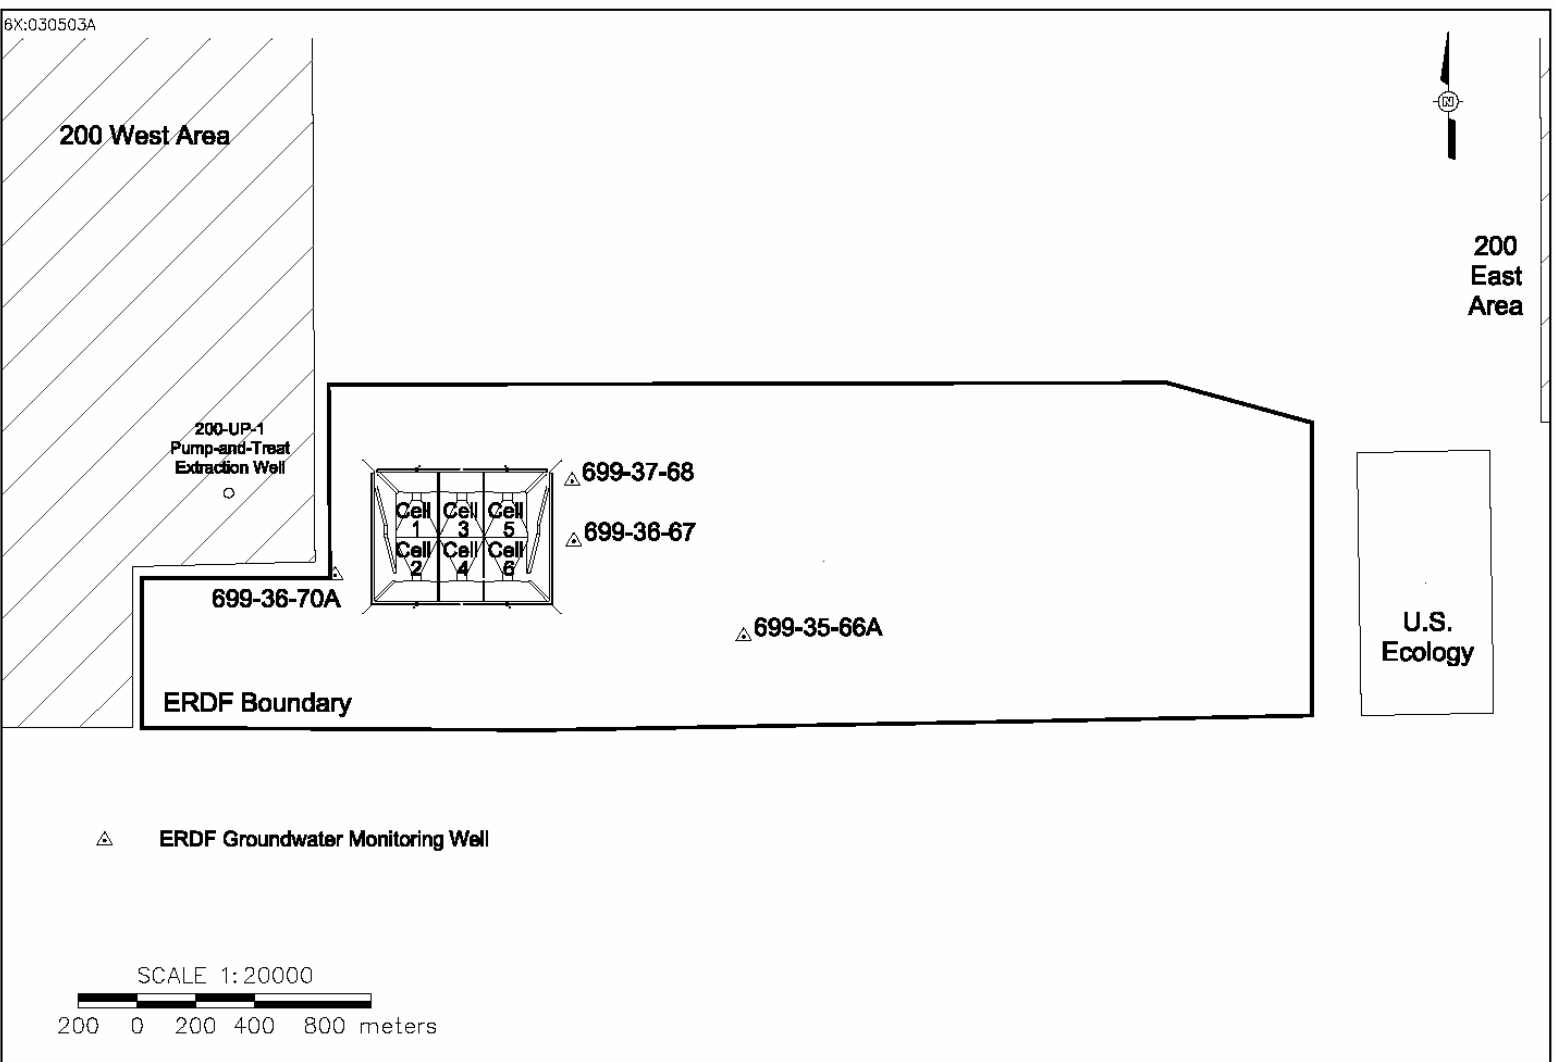 6X:030503A
200 West Area
N
200
East
Area
200-UP-1
Pump-and-Treat
Extraction Well
699-37-68
Cell
1
Cell
3
Cell
5
699-36-67
Cell
2
Cell
4
Cell
6
699-36-70A
699-35-66A
U.S.
Ecology
ERDF Boundary
ERDF Groundwater Monitoring Well
SCALE 1:20000
200 0 200 400 800 meters